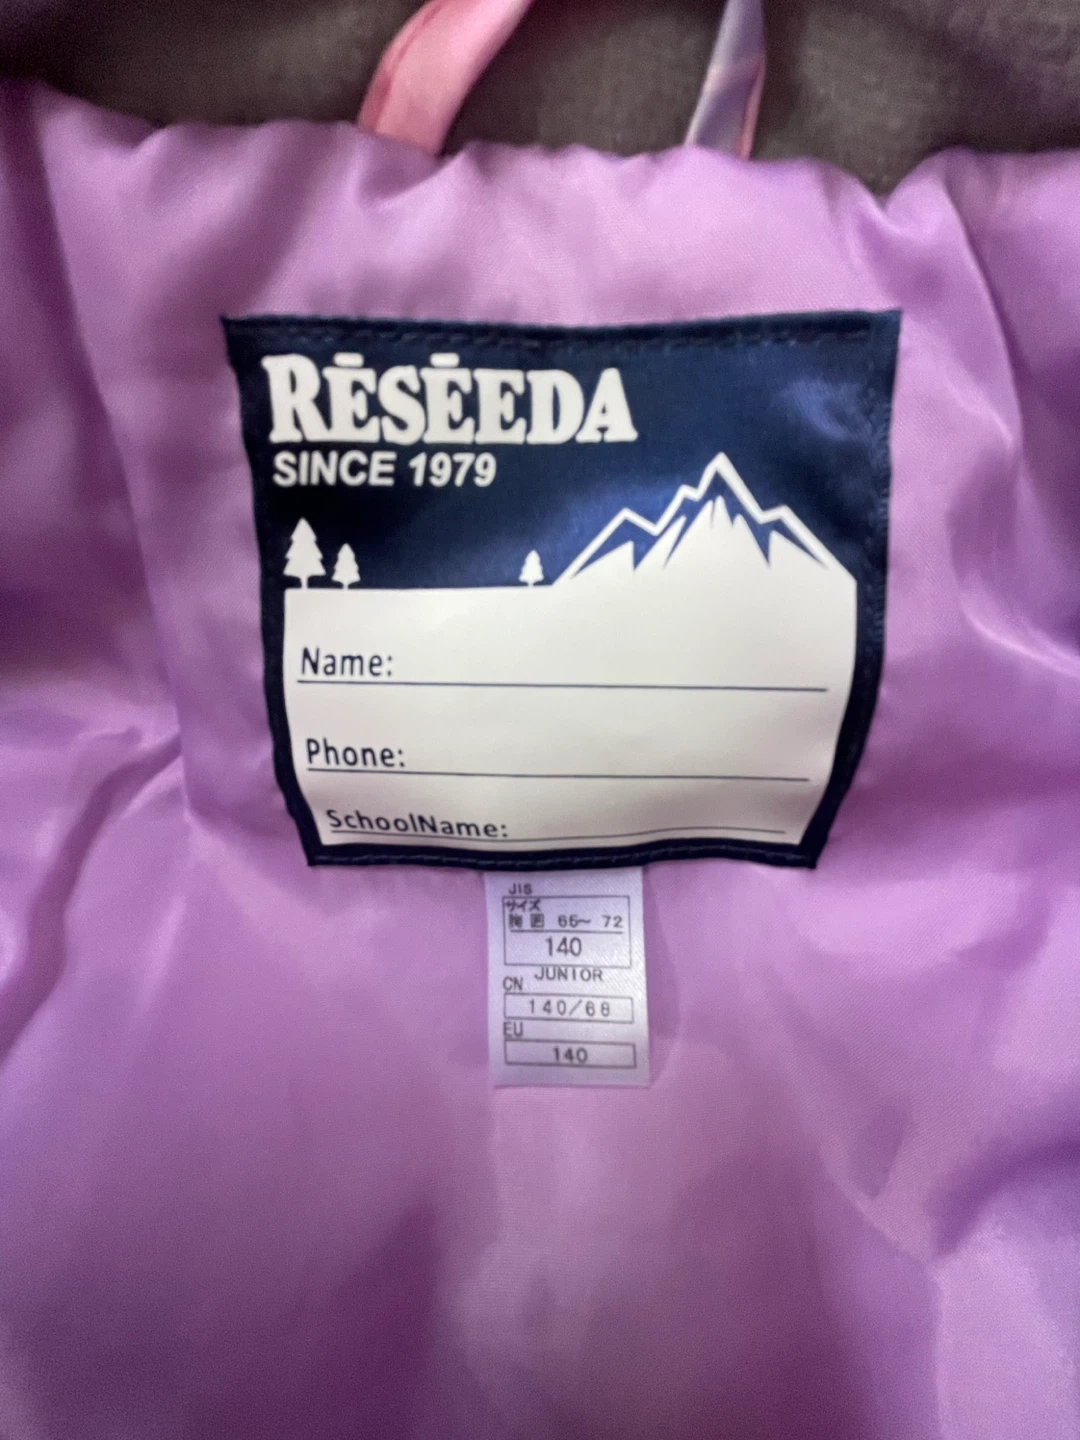 RĒSĒEDA
SINCE 1979
Name:
Phone:
SchoolName:
JIS
サイズ
胸囲 66～72
140
JUNIOR
CN
140/68
EU
140